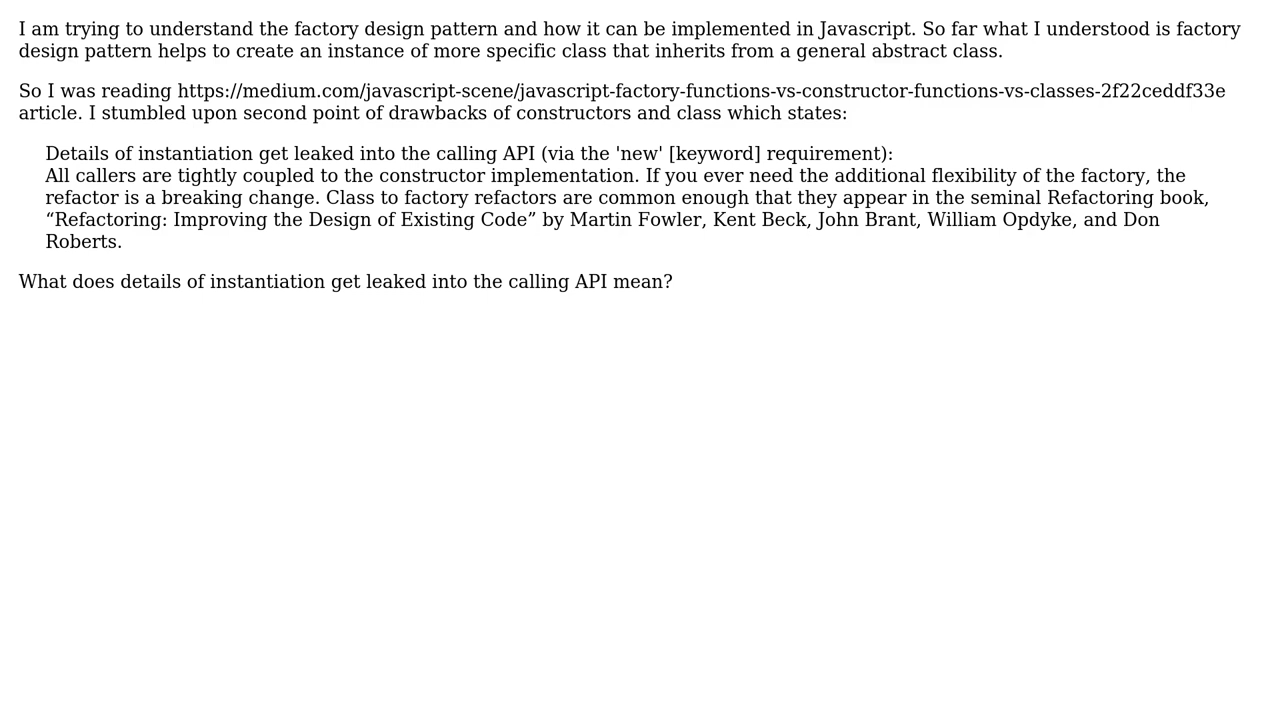 I am trying to understand the factory design pattern and how it can be implemented in Javascript. So far what I understood is factory
design pattern helps to create an instance of more specific class that inherits from a general abstract class.
So I was reading https://medium.com/javascript-scene/javascript-factory-functions-vs-constructor-functions-vs-classes-2f22ceddf33e
article. I stumbled upon second point of drawbacks of constructors and class which states:
Details of instantiation get leaked into the calling API (via the 'new' [keyword] requirement):
All callers are tightly coupled to the constructor implementation. If you ever need the additional flexibility of the factory, the
refactor is a breaking change. Class to factory refactors are common enough that they appear in the seminal Refactoring book,
“Refactoring: Improving the Design of Existing Code” by Martin Fowler, Kent Beck, John Brant, William Opdyke, and Don
Roberts.
What does details of instantiation get leaked into the calling API mean?